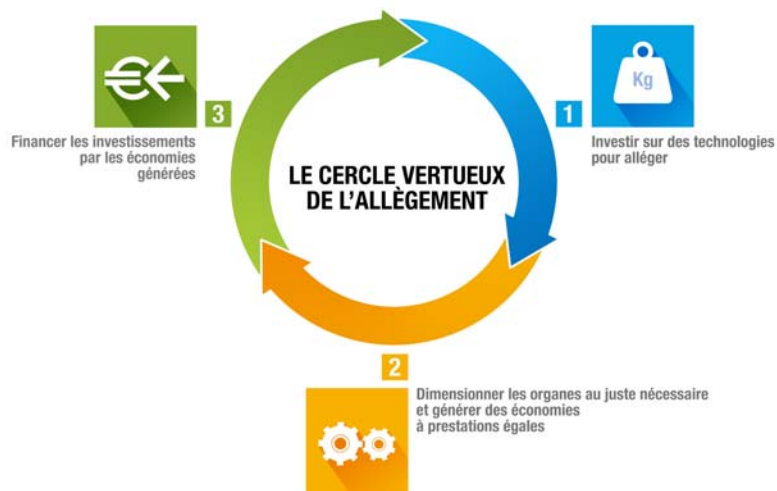 LE CERCLE VERTUEUX
DE L'ALLÈGEMENT
1
Kg
Investir sur des technologies
pour alléger
2
Dimensionner les organes au juste nécessaire
et générer des économies
à prestations égales
3
€
Financer les investissements
par les économies
générées